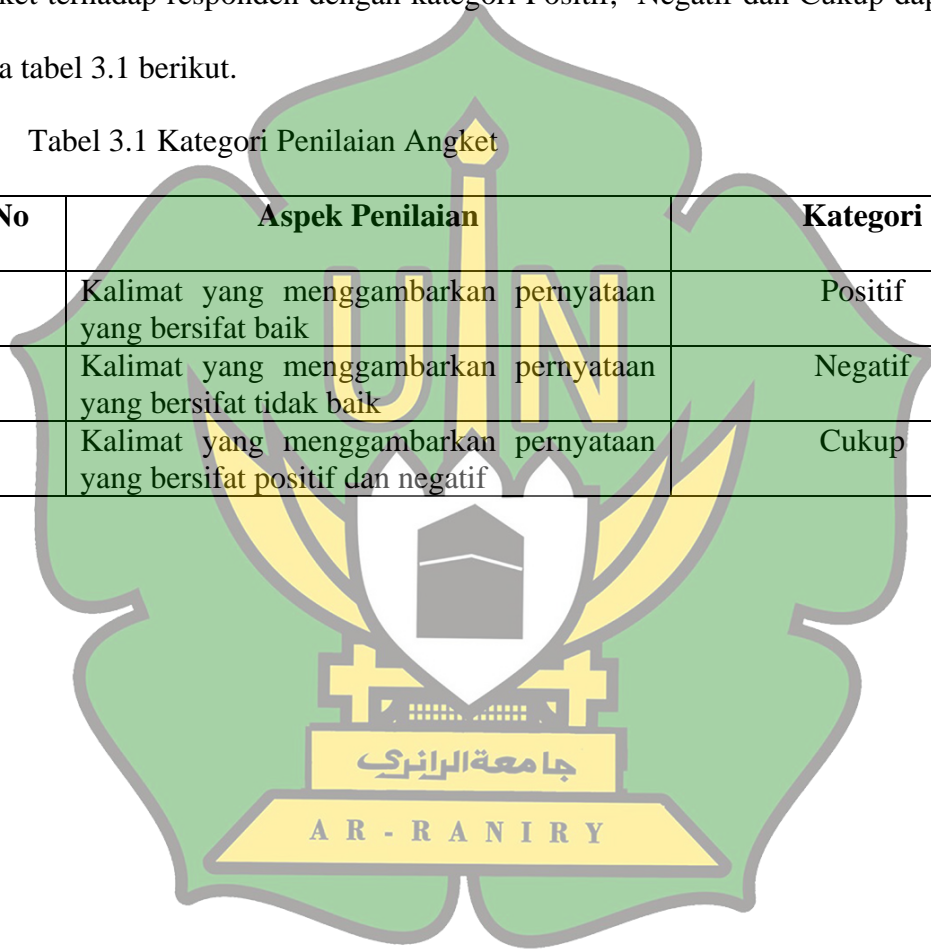 ket terhadap responden dengan kategori Positif, Negatif dan Cukup dap
a tabel 3.1 berikut.
Tabel 3.1 Kategori Penilaian Angket
No Aspek Penilaian Kategori
Kalimat yang menggambarkan pernyataan Positif
yang bersifat baik
Kalimat yang menggambarkan pernyataan Negatif
yang bersifat tidak baik
Kalimat yang menggambarkan pernyataan Cukup
yang bersifat positif dan negatif
UIN
جامعة الرانري
AR-RANIRY